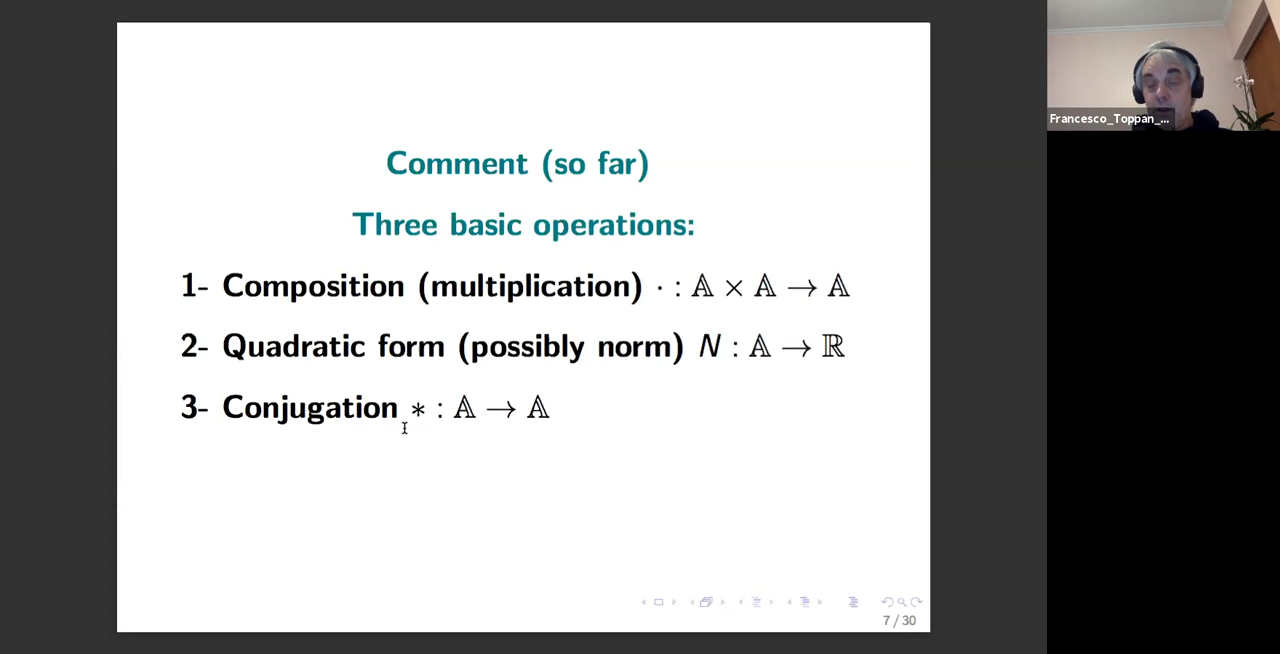 Comment (so far)
Three basic operations:
1- Composition (multiplication) · : 𝔸 × 𝔸 → 𝔸
2- Quadratic form (possibly norm) N : 𝔸 → ℝ
3- Conjugation * : 𝔸 → 𝔸
7 / 30
Francesco_Toppan_...